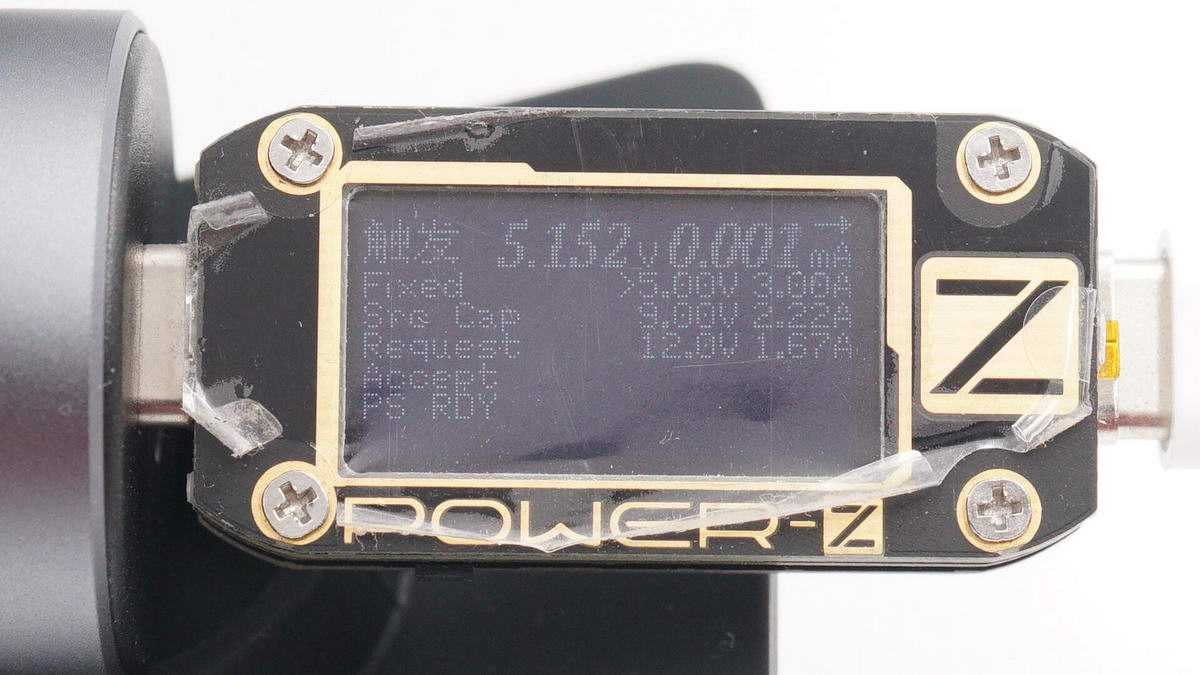 触发 5.152V 0.001mA
Fixed >5.00V 3.00A
Src Cap 9.00V 2.22A
Request 12.0V 1.67A
Accept
PS RDY
Z
POWER-Z